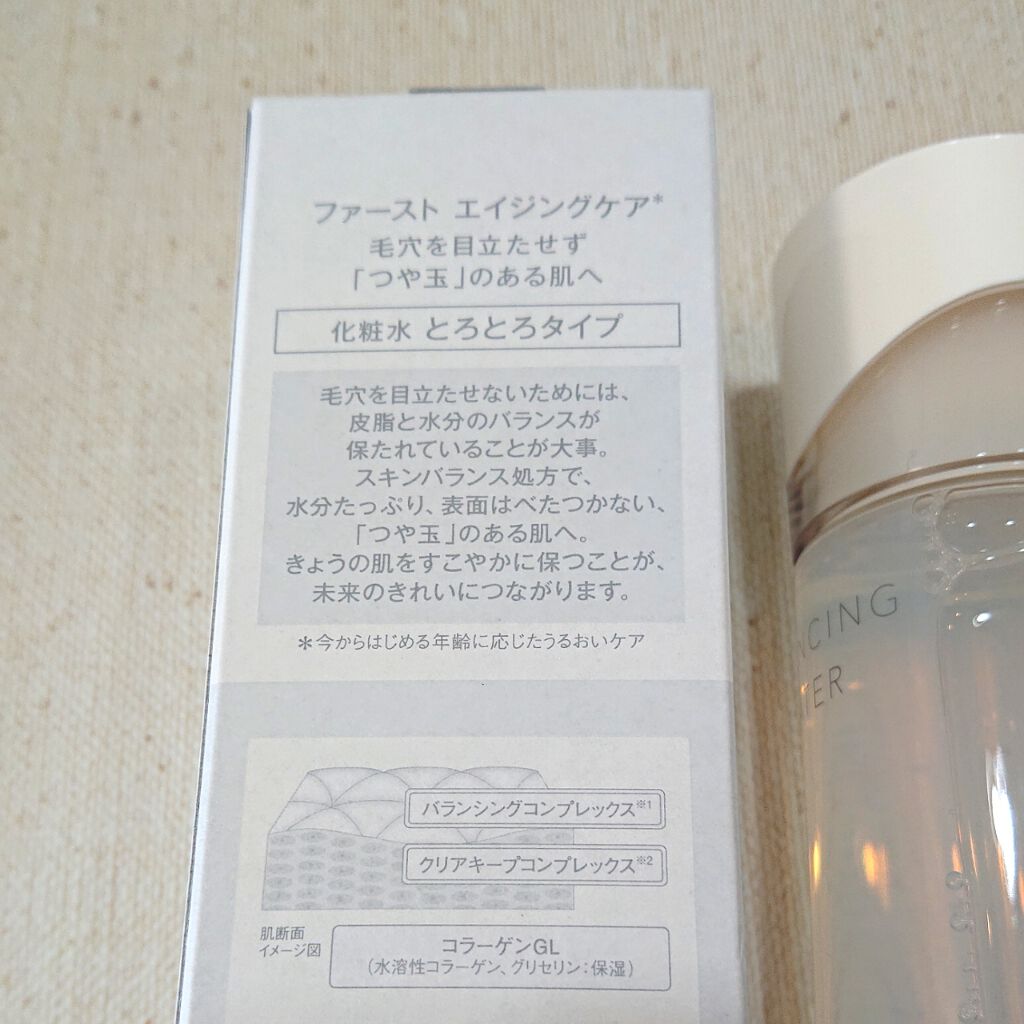 ファースト エイジングケア*
毛穴を目立たせず
「つや玉」のある肌へ
化粧水 とろとろタイプ
毛穴を目立たせないためには、
皮脂と水分のバランスが
保たれていることが大事。
スキンバランス処方で、
水分たっぷり、表面はべたつかない、
「つや玉」のある肌へ。
きょうの肌をすこやかに保つことが、
未来のきれいにつながります。
*今からはじめる年齢に応じたうるおいケア
バランシングコンプレックス※1
クリアキープコンプレックス※2
肌断面
イメージ図
コラーゲンGL
(水溶性コラーゲン、グリセリン:保湿)
NCING
TER